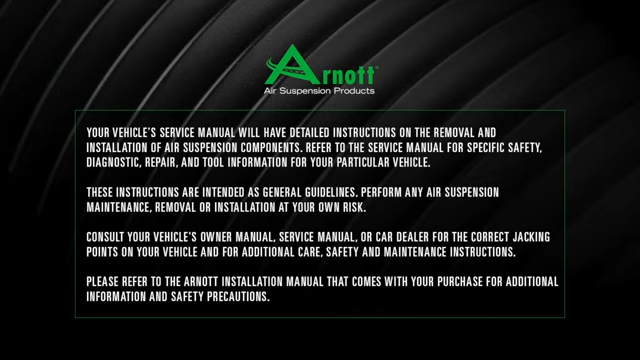 Arnott™
Air Suspension Products
YOUR VEHICLE'S SERVICE MANUAL WILL HAVE DETAILED INSTRUCTIONS ON THE REMOVAL AND
INSTALLATION OF AIR SUSPENSION COMPONENTS. REFER TO THE SERVICE MANUAL FOR SPECIFIC SAFETY,
DIAGNOSTIC, REPAIR, AND TOOL INFORMATION FOR YOUR PARTICULAR VEHICLE.
THESE INSTRUCTIONS ARE INTENDED AS GENERAL GUIDELINES. PERFORM ANY AIR SUSPENSION
MAINTENANCE, REMOVAL OR INSTALLATION AT YOUR OWN RISK.
CONSULT YOUR VEHICLE'S OWNER MANUAL, SERVICE MANUAL, OR CAR DEALER FOR THE CORRECT JACKING
POINTS ON YOUR VEHICLE AND FOR ADDITIONAL CARE, SAFETY AND MAINTENANCE INSTRUCTIONS.
PLEASE REFER TO THE ARNOTT INSTALLATION MANUAL THAT COMES WITH YOUR PURCHASE FOR ADDITIONAL
INFORMATION AND SAFETY PRECAUTIONS.